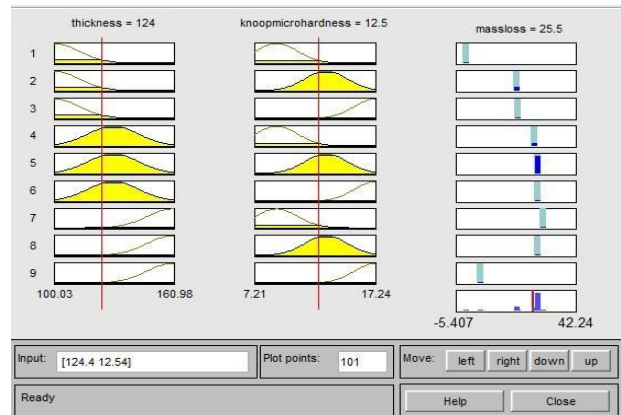 thickness = 124
knoopmicrohardness = 12.5
massloss = 25.5
1
2
3
4
5
6
7
8
9
100.03 160.98
7.21 17.24
-5.407 42.24
Input: [124.4 12.54]
Plot points: 101
Move: left right down up
Ready
Help
Close